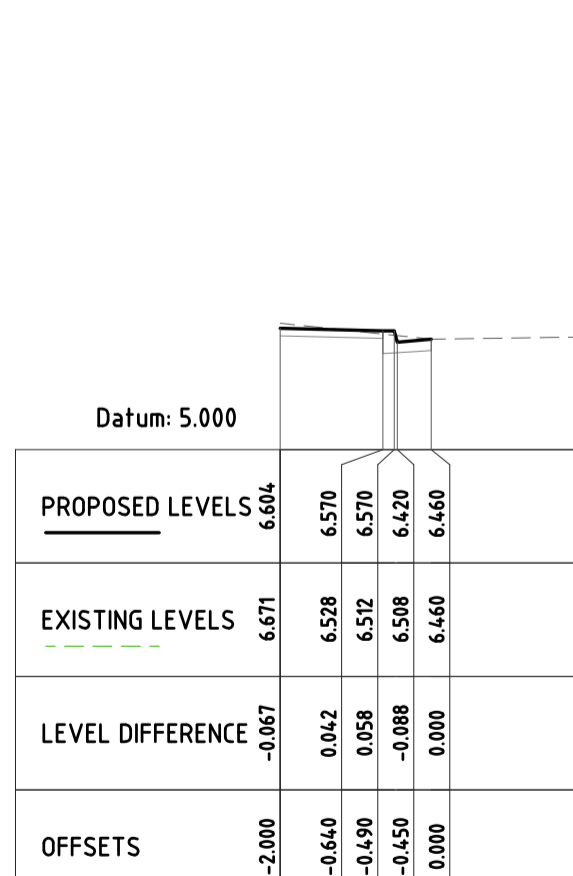 Datum: 5.000
PROPOSED LEVELS 6.604 6.570 6.570 6.420 6.460
EXISTING LEVELS 6.671 6.528 6.512 6.508 6.460
LEVEL DIFFERENCE -0.067 0.042 0.058 -0.088 0.000
OFFSETS -2.000 -0.640 -0.490 -0.450 0.000